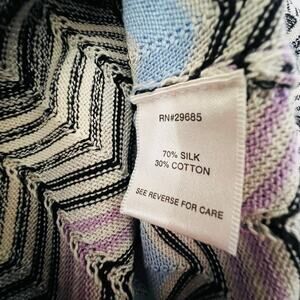 RN#29685
70% SILK
30% COTTON
SEE REVERSE FOR CARE